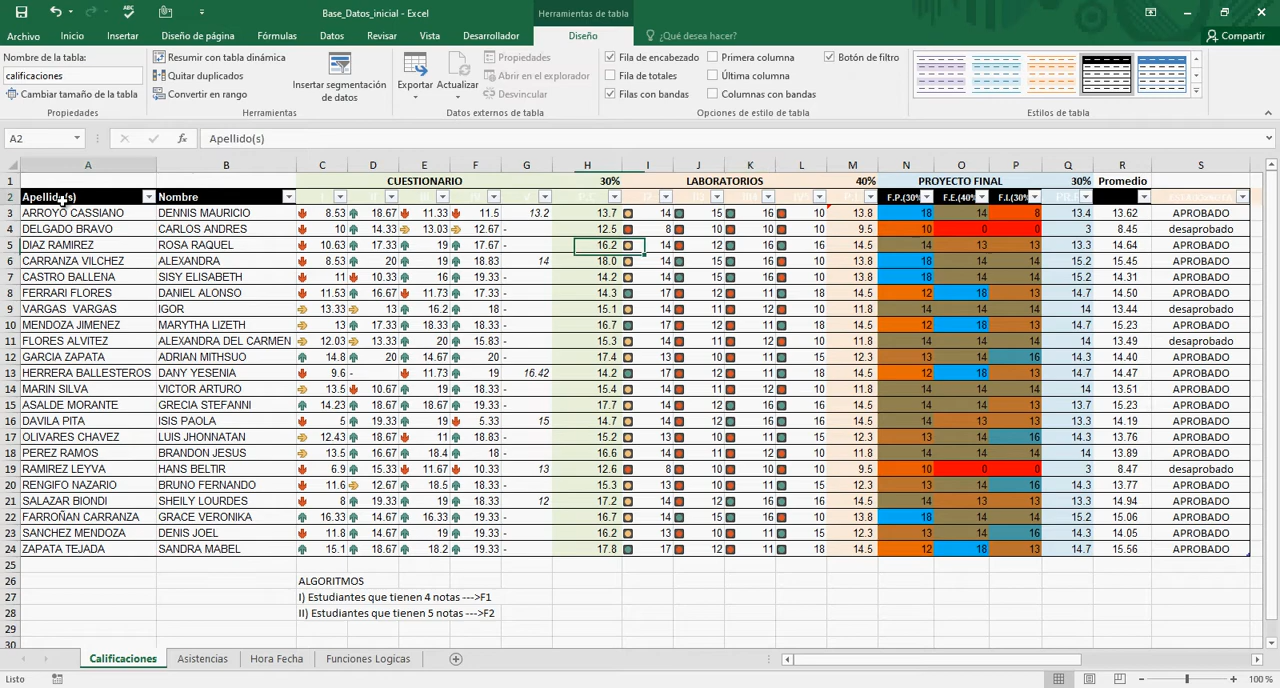 Base_Datos_inicial - Excel
Herramientas de tabla
Archivo Inicio Insertar Diseño de página Fórmulas Datos Revisar Vista Desarrollador Diseño ¿Qué desea hacer? Compartir
Nombre de la tabla:
calificaciones
Cambiar tamaño de la tabla
Propiedades
Resumir con tabla dinámica
Quitar duplicados
Convertir en rango
Herramientas
Insertar segmentación
de datos
Exportar Actualizar
Propiedades
Abrir en el explorador
Desvincular
Datos externos de tabla
Fila de encabezado Primera columna Botón de filtro
Fila de totales Última columna
Filas con bandas Columnas con bandas
Opciones de estilo de tabla
Estilos de tabla
A2 fx Apellido(s)
A B C D E F G H I J K L M N O P Q R S
1 CUESTIONARIO 30% LABORATORIOS 40% PROYECTO FINAL 30% Promedio
2 Apellido(s) Nombre
3 ARROYO CASSIANO DENNIS MAURICIO 8.53 18.67 11.33 11.5 13.2 13.7 14 15 16 10 13.8 18 14 8 13.4 13.62 APROBADO
4 DELGADO BRAVO CARLOS ANDRES 10 14.33 13.03 12.67 - 12.5 8 10 11 10 9.5 10 0 0 3 8.45 desaprobado
5 DIAZ RAMIREZ ROSA RAQUEL 10.63 17.33 19 17.67 - 16.2 14 12 16 16 14.5 14 13 13 13.3 14.64 APROBADO
6 CARRANZA VILCHEZ ALEXANDRA 8.53 20 19 18.83 14 18.0 14 15 16 10 13.8 18 14 14 15.2 15.45 APROBADO
7 CASTRO BALLENA SISY ELISABETH 11 10.33 16 19.33 - 14.2 14 15 16 10 13.8 18 14 14 15.2 14.31 APROBADO
8 FERRARI FLORES DANIEL ALONSO 11.53 16.67 11.73 17.33 - 14.3 17 12 11 18 14.5 12 18 13 14.7 14.50 APROBADO
9 VARGAS VARGAS IGOR 13.33 13 16.2 18 - 15.1 14 12 11 10 11.8 14 14 14 14 13.44 desaprobado
10 MENDOZA JIMENEZ MARYTHA LIZETH 13 17.33 18.33 18.33 - 16.7 17 12 11 18 14.5 12 18 13 14.7 15.23 APROBADO
11 FLORES ALVITEZ ALEXANDRA DEL CARMEN 12.03 13.33 20 15.83 - 15.3 14 12 11 10 11.8 14 14 14 14 13.49 desaprobado
12 GARCIA ZAPATA ADRIAN MITHSUO 14.8 20 14.67 20 - 17.4 13 10 11 15 12.3 13 14 16 14.2 14.40 APROBADO
13 HERRERA BALLESTEROS DANY YESENIA 9.6 - 11.73 19 16.42 14.2 17 12 11 18 14.5 12 18 13 14.7 14.47 APROBADO
14 MARIN SILVA VICTOR ARTURO 13.5 10.67 19 18.33 - 15.4 14 12 11 10 11.8 14 14 14 14 13.51 APROBADO
15 ASALDE MORANTE GRECIA STEFANNI 14.23 18.67 18.67 19.33 - 17.7 14 12 16 16 14.5 14 14 13 13.7 15.23 APROBADO
16 DAVILA PITA ISIS PAOLA 5 19.33 19 5.33 15 14.7 14 12 16 16 14.5 14 13 13 13.3 14.19 APROBADO
17 OLIVARES CHAVEZ LUIS JHONNATAN 12.43 18.67 11 18.83 - 15.2 13 10 11 15 12.3 13 14 16 14.2 13.76 APROBADO
18 PEREZ RAMOS BRANDON JESUS 13.5 16.67 18.4 18 - 16.6 14 12 11 10 11.8 14 14 14 14 13.89 APROBADO
19 RAMIREZ LEYVA HANS BELTIR 6.9 15.33 11.67 10.33 13 12.6 8 10 11 10 9.5 10 0 0 3 8.47 desaprobado
20 RENGIFO NAZARIO BRUNO FERNANDO 11.6 12.67 18.5 18.33 - 15.3 13 10 11 15 12.3 13 14 16 14.2 13.77 APROBADO
21 SALAZAR BIONDI SHEILY LOURDES 8 19.33 19 18.33 12 17.2 14 12 16 16 14.5 14 13 13 13.3 14.94 APROBADO
22 FARROÑAN CARRANZA GRACE VERONIKA 16.33 14.67 16.33 19.33 - 16.7 14 15 16 10 13.8 18 14 14 15.2 15.06 APROBADO
23 SANCHEZ MENDOZA DENIS JOEL 11.8 14.67 19 19.33 - 16.2 13 10 11 15 12.3 13 14 16 14.2 14.05 APROBADO
24 ZAPATA TEJADA SANDRA MABEL 15.1 18.67 18.2 19.33 - 17.8 17 12 11 18 14.5 12 18 13 14.7 15.56 APROBADO
25
26 ALGORITMOS
27 I) Estudiantes que tienen 4 notas --->F1
28 II) Estudiantes que tienen 5 notas --->F2
29
30
Calificaciones Asistencias Hora Fecha Funciones Logicas
Listo 100 %